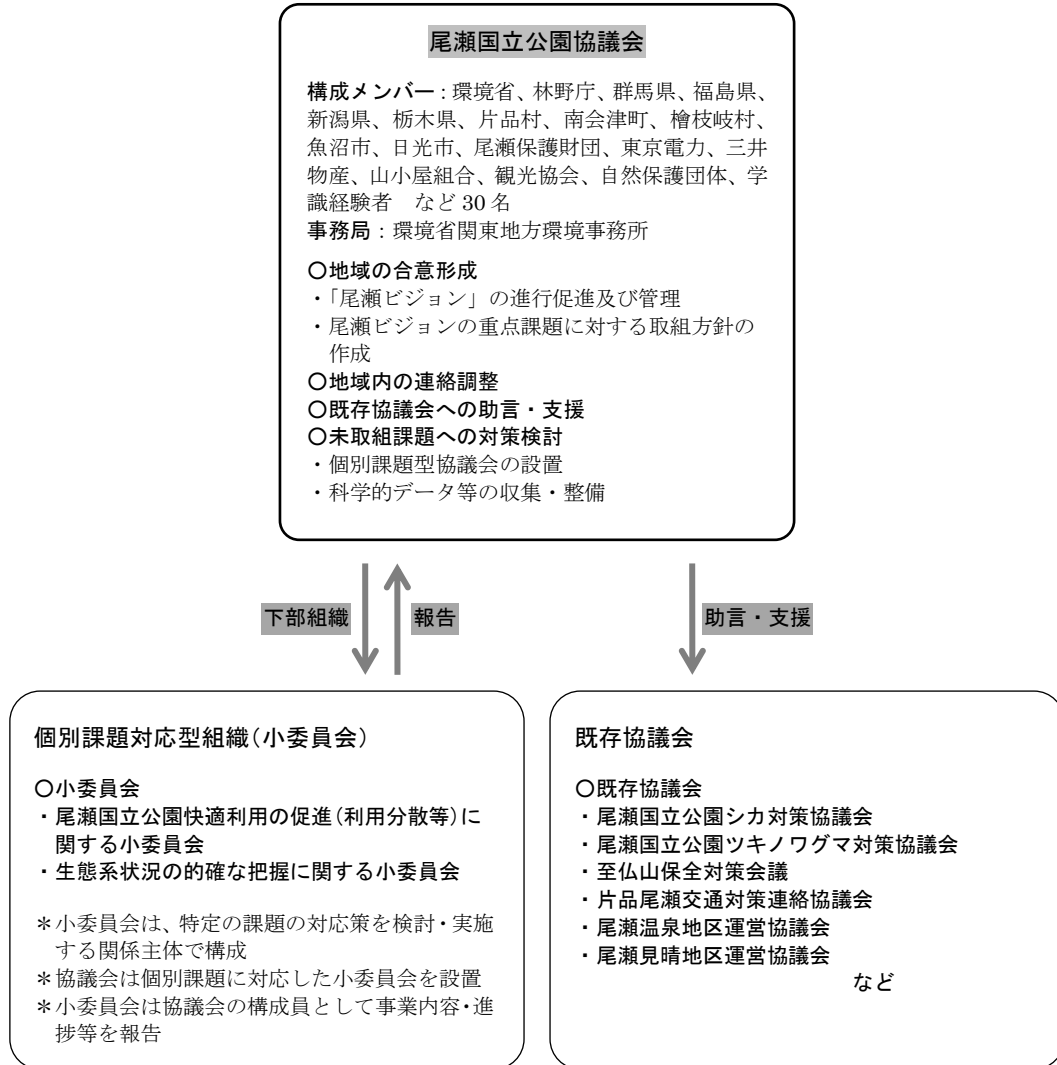 尾瀬国立公園協議会
構成メンバー：環境省、林野庁、群馬県、福島県、
新潟県、栃木県、片品村、南会津町、檜枝岐村、
魚沼市、日光市、尾瀬保護財団、東京電力、三井
物産、山小屋組合、観光協会、自然保護団体、学
識経験者　など 30 名
事務局：環境省関東地方環境事務所
〇地域の合意形成
・「尾瀬ビジョン」の進行促進及び管理
・尾瀬ビジョンの重点課題に対する取組方針の
作成
〇地域内の連絡調整
〇既存協議会への助言・支援
〇未取組課題への対策検討
・個別課題型協議会の設置
・科学的データ等の収集・整備
下部組織
報告
助言・支援
個別課題対応型組織（小委員会）
〇小委員会
・尾瀬国立公園快適利用の促進（利用分散等）に
関する小委員会
・生態系状況の的確な把握に関する小委員会
＊小委員会は、特定の課題の対応策を検討・実施
する関係主体で構成
＊協議会は個別課題に対応した小委員会を設置
＊小委員会は協議会の構成員として事業内容・進
捗等を報告
既存協議会
〇既存協議会
・尾瀬国立公園シカ対策協議会
・尾瀬国立公園ツキノワグマ対策協議会
・至仏山保全対策会議
・片品尾瀬交通対策連絡協議会
・尾瀬温泉地区運営協議会
・尾瀬見晴地区運営協議会
など